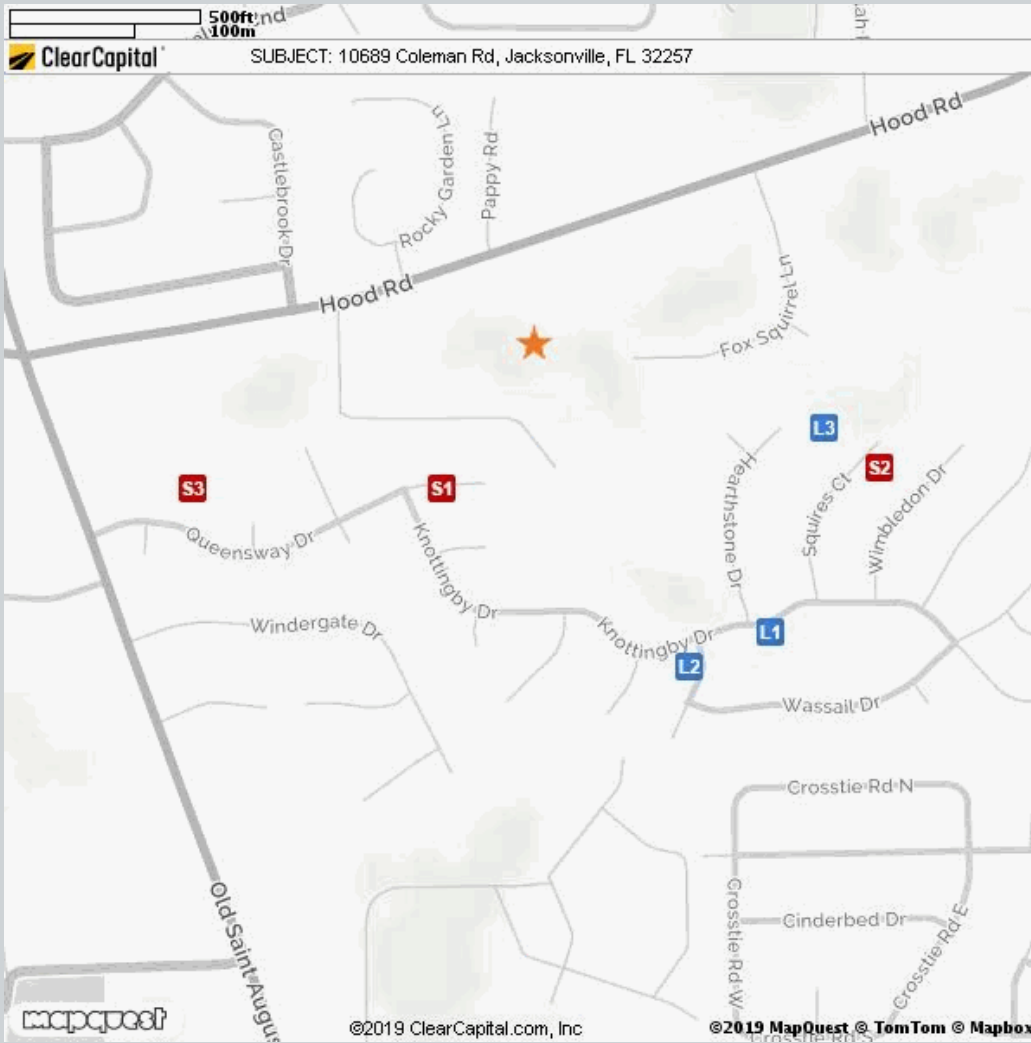 500ft
100m
ClearCapital
SUBJECT: 10689 Coleman Rd, Jacksonville, FL 32257
Hood Rd
Castlebrook Dr
Rocky Garden Ln
Pappy Rd
Hood Rd
Fox Squirrel Ln
L3
S2
S3
S1
Hearthstone Dr
Squires Ct
Wimbledon Dr
Queensway Dr
Knottingby Dr
Windergate Dr
Knottingby Dr
L1
L2
Wassail Dr
Crosstie Rd N
Crosstie Rd W
Cinderbed Dr
Crosstie Rd E
Old Saint Augus
mapquest
©2019 ClearCapital.com, Inc
©2019 MapQuest © TomTom © Mapbox